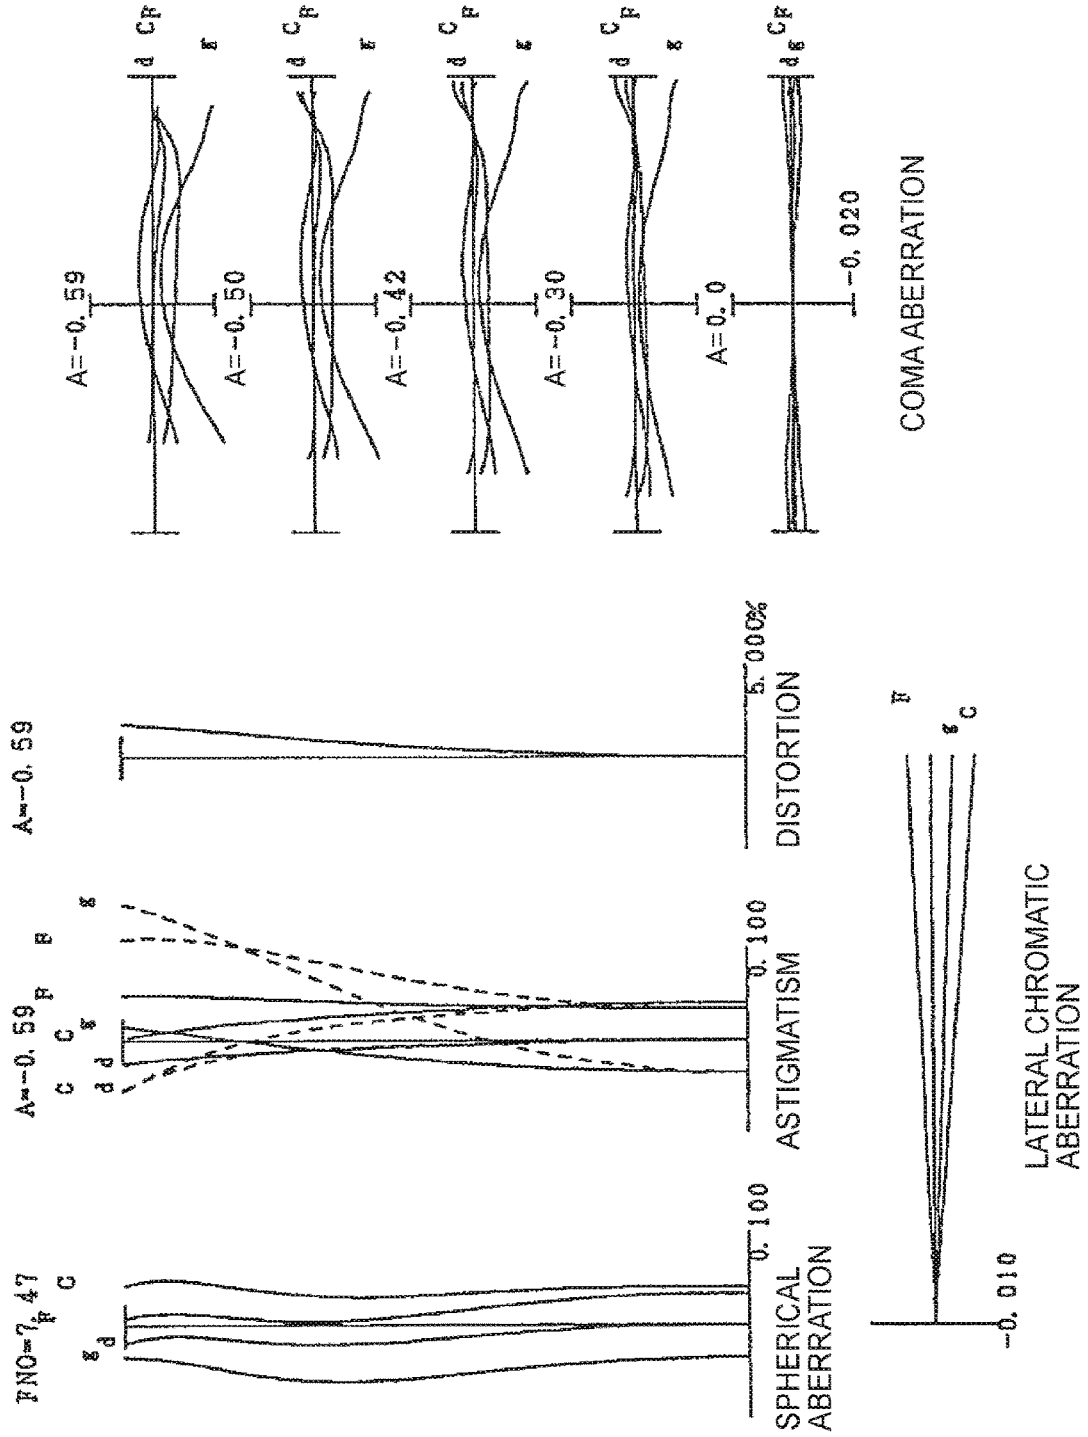 FNO=7.47
g
d
F
C
0.100
SPHERICAL
ABERRATION
A=-0.59
C
d
d
C
g
F
F
g
0.100
ASTIGMATISM
A=-0.59
5.000%
DISTORTION
A=-0.59
d
C
F
g
A=-0.50
d
C
F
g
A=-0.42
d
C
F
g
A=-0.30
d
C
F
g
A=0.0
d
g
C
F
-0.020
COMA ABERRATION
F
g
C
-0.010
LATERAL CHROMATIC
ABERRATION